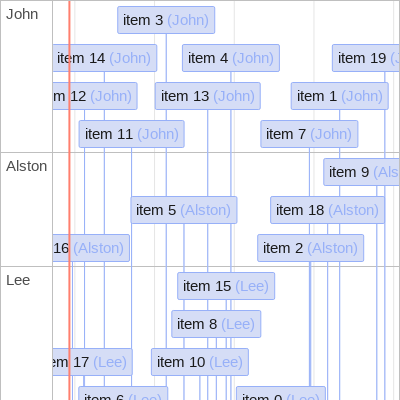 John
item 3 (John)
item 14 (John)
item 4 (John)
item 19 (J
m 12 (John)
item 13 (John)
item 1 (John)
item 11 (John)
item 7 (John)
Alston
item 9 (Als
item 5 (Alston)
item 18 (Alston)
16 (Alston)
item 2 (Alston)
Lee
item 15 (Lee)
item 8 (Lee)
em 17 (Lee)
item 10 (Lee)
item 6 (Lee)
item 0 (Lee)